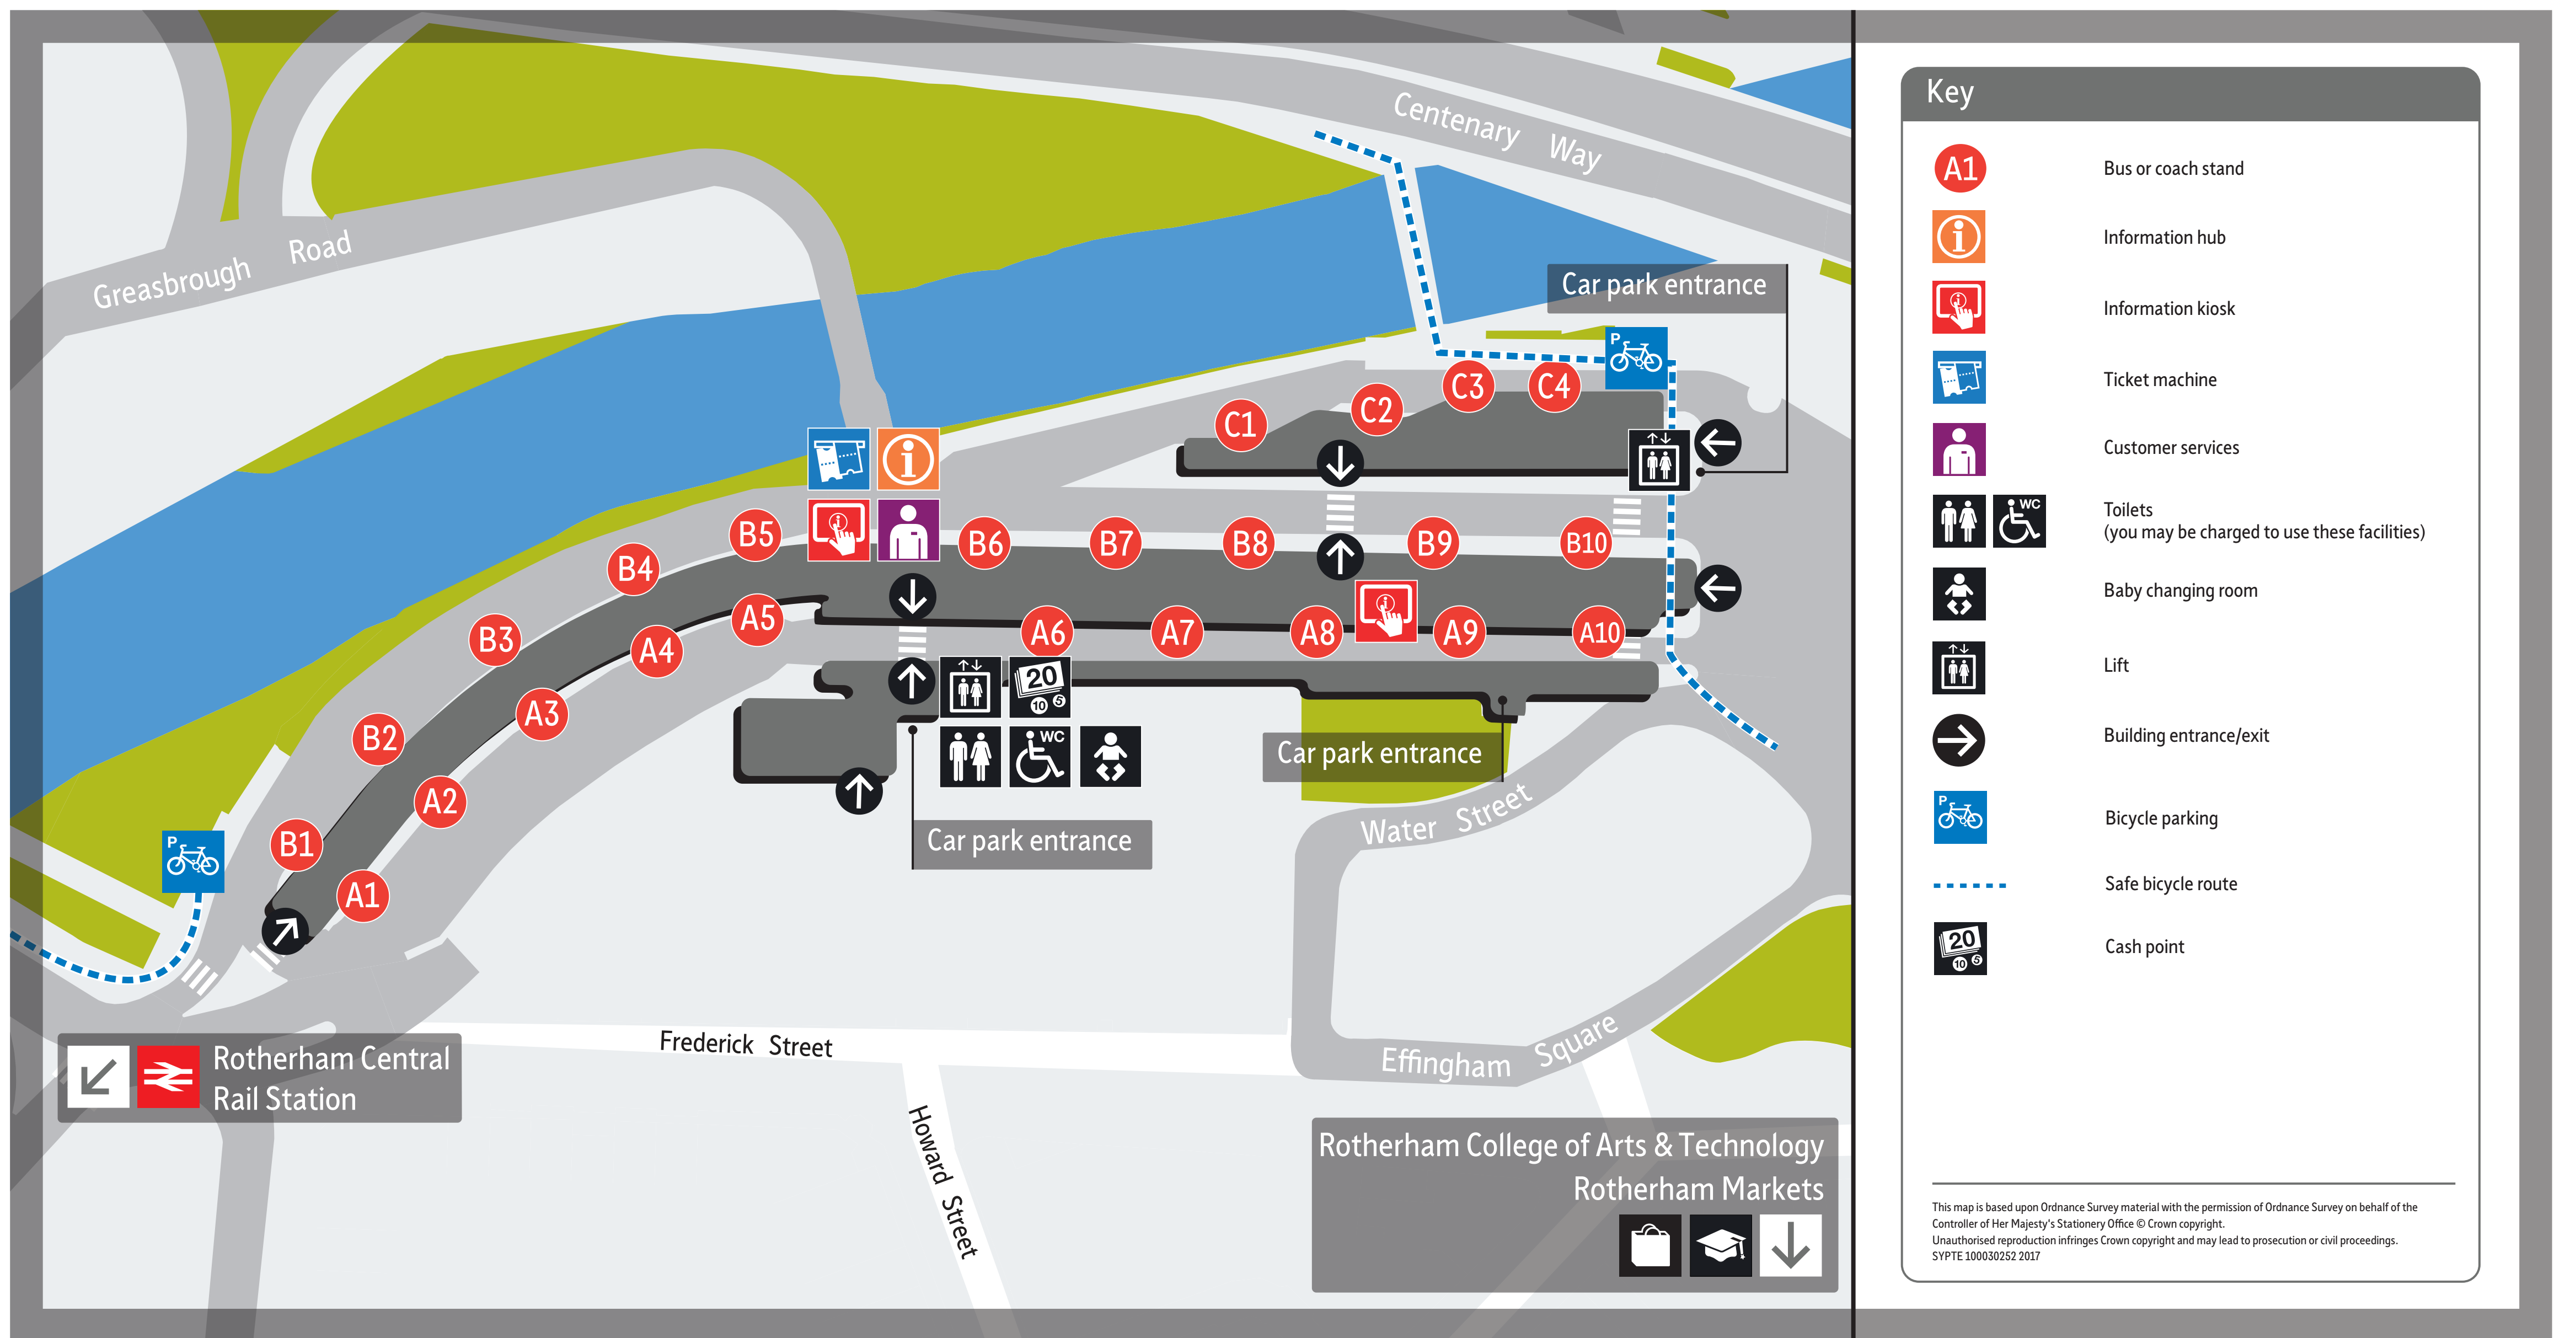 Centenary Way
Greasbrough Road
Car park entrance
P
C1
C2
C3
C4
B1
B2
B3
B4
B5
B6
B7
B8
B9
B10
A1
A2
A3
A4
A5
A6
A7
A8
A9
A10
20
10 5
WC
Car park entrance
Car park entrance
P
Water Street
Frederick Street
Effingham Square
Howard Street
Rotherham Central
Rail Station
Rotherham College of Arts & Technology
Rotherham Markets
Key
A1 Bus or coach stand
i Information hub
i Information kiosk
Ticket machine
Customer services
WC Toilets
(you may be charged to use these facilities)
Baby changing room
Lift
Building entrance/exit
P Bicycle parking
Safe bicycle route
20 10 5 Cash point
This map is based upon Ordnance Survey material with the permission of Ordnance Survey on behalf of the
Controller of Her Majesty's Stationery Office © Crown copyright.
Unauthorised reproduction infringes Crown copyright and may lead to prosecution or civil proceedings.
SYPTE 100030252 2017